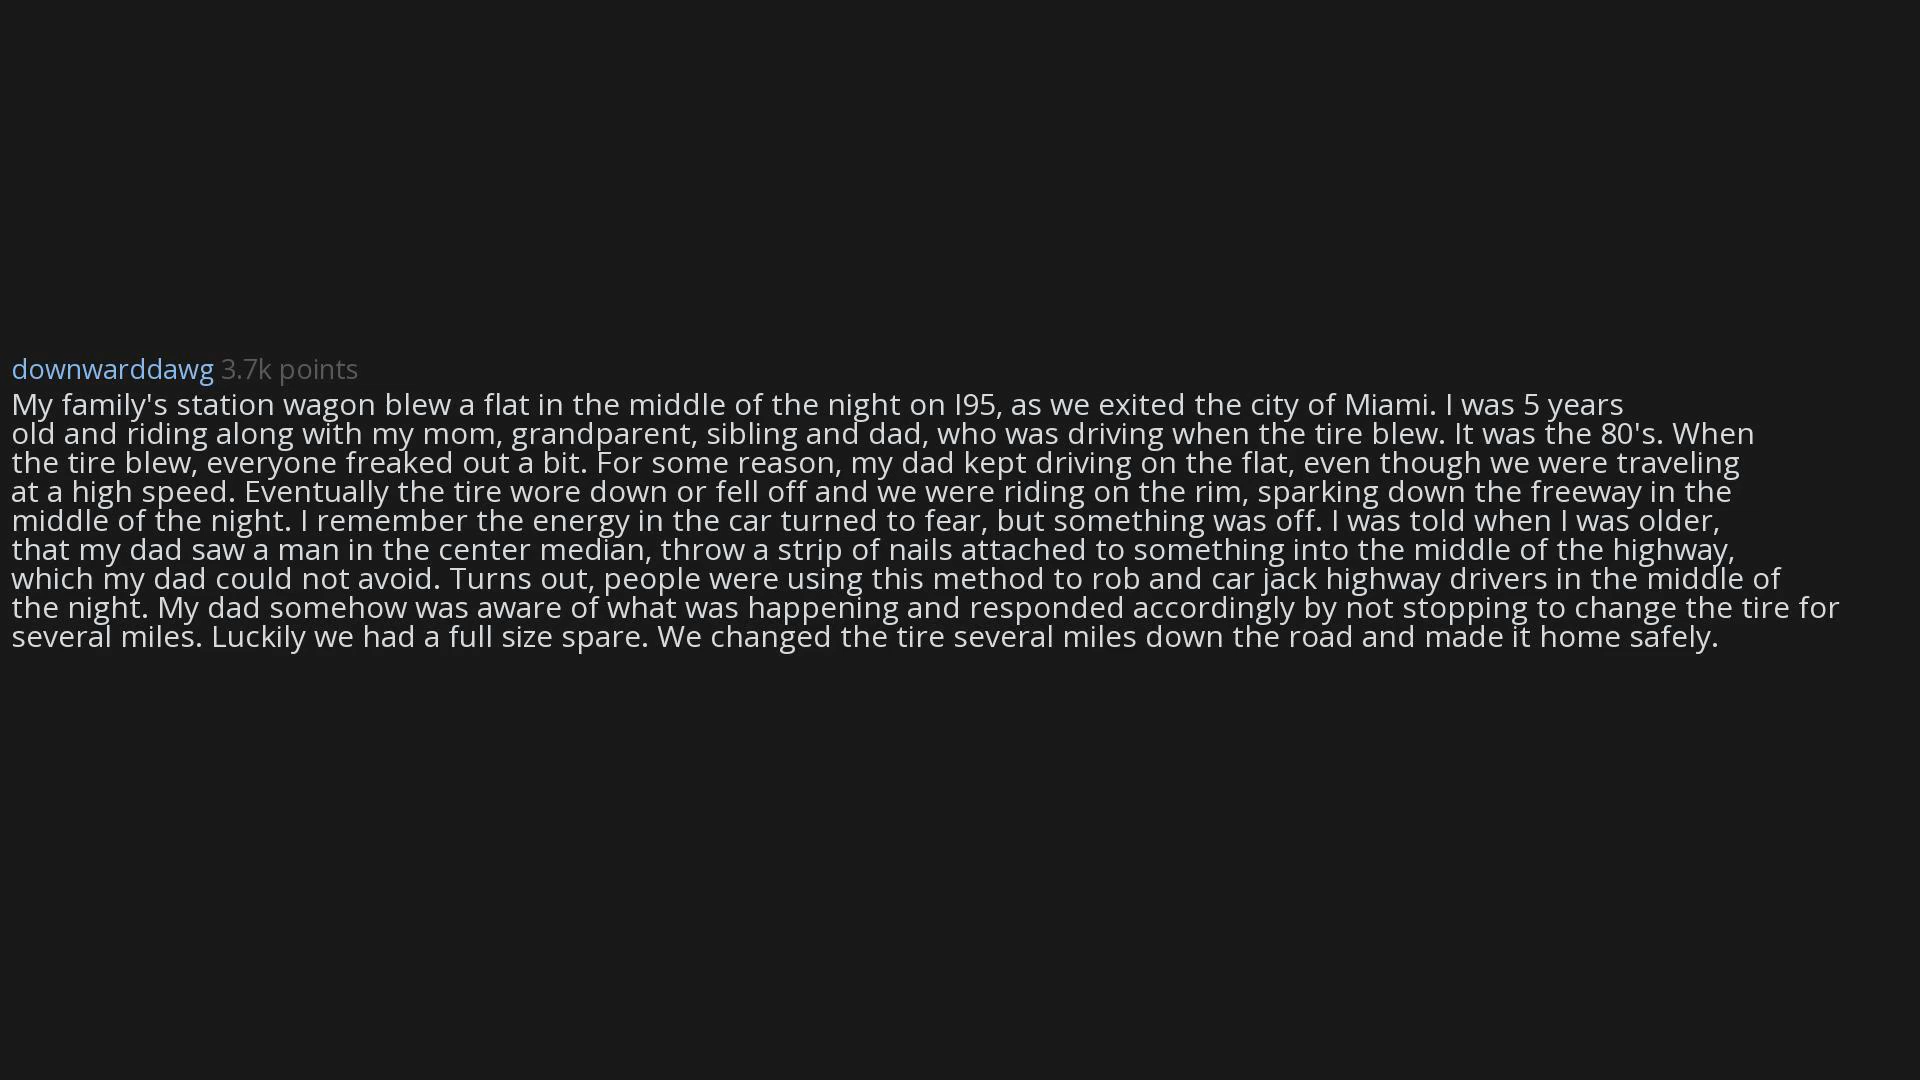 downwarddawg 3.7k points
My family's station wagon blew a flat in the middle of the night on I95, as we exited the city of Miami. I was 5 years
old and riding along with my mom, grandparent, sibling and dad, who was driving when the tire blew. It was the 80's. When
the tire blew, everyone freaked out a bit. For some reason, my dad kept driving on the flat, even though we were traveling
at a high speed. Eventually the tire wore down or fell off and we were riding on the rim, sparking down the freeway in the
middle of the night. I remember the energy in the car turned to fear, but something was off. I was told when I was older,
that my dad saw a man in the center median, throw a strip of nails attached to something into the middle of the highway,
which my dad could not avoid. Turns out, people were using this method to rob and car jack highway drivers in the middle of
the night. My dad somehow was aware of what was happening and responded accordingly by not stopping to change the tire for
several miles. Luckily we had a full size spare. We changed the tire several miles down the road and made it home safely.